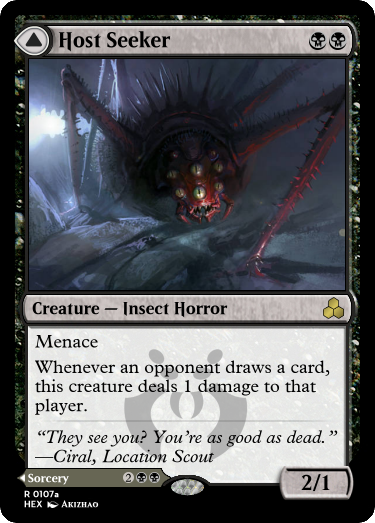 Host Seeker
Creature — Insect Horror
Menace
Whenever an opponent draws a card,
this creature deals 1 damage to that
player.
“They see you? You’re as good as dead.”
—Ciral, Location Scout
Sorcery 2
2/1
R 0107a
HEX Akizhao